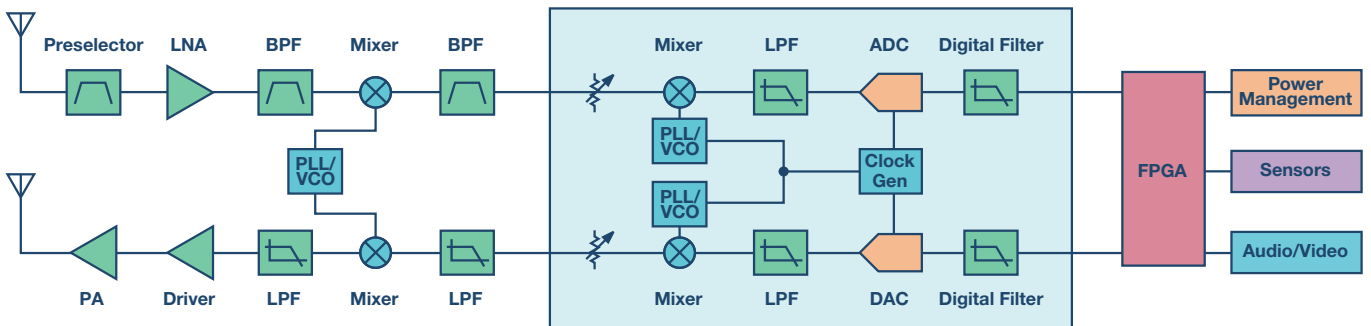 Preselector
LNA
BPF
Mixer
BPF
Mixer
LPF
ADC
Digital Filter
Power
Management
PLL/
VCO
PLL/
VCO
Clock
Gen
FPGA
Sensors
PLL/
VCO
Audio/Video
PA
Driver
LPF
Mixer
LPF
Mixer
LPF
DAC
Digital Filter